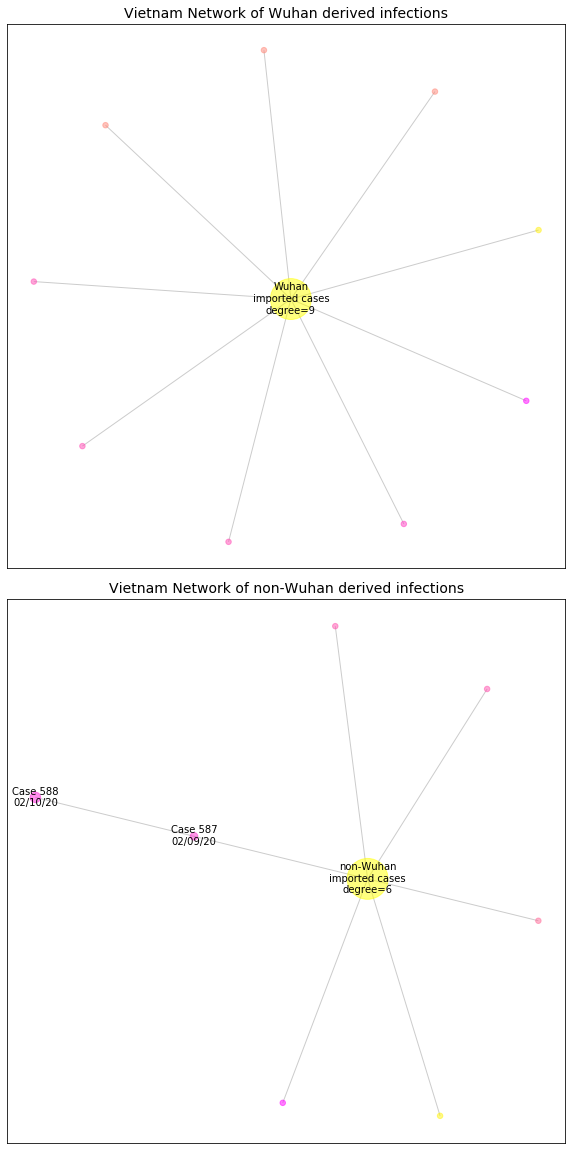 Vietnam Network of Wuhan derived infections
Wuhan
imported cases
degree=9
Vietnam Network of non-Wuhan derived infections
Case 588
02/10/20
Case 587
02/09/20
non-Wuhan
imported cases
degree=6